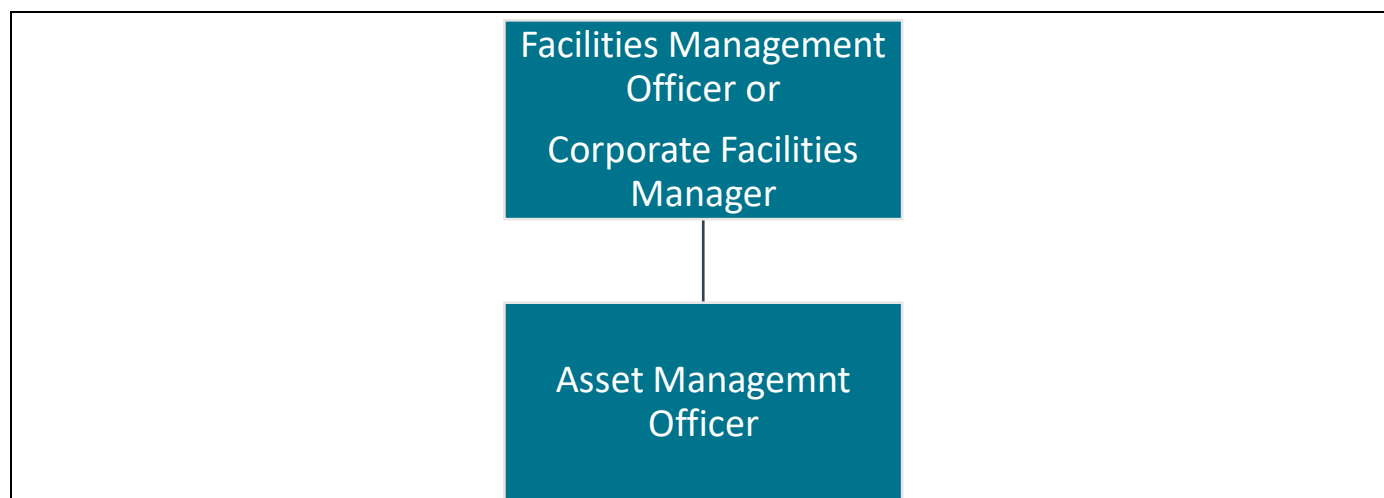 Facilities Management
Officer or
Corporate Facilities
Manager
Asset Managemnt
Officer